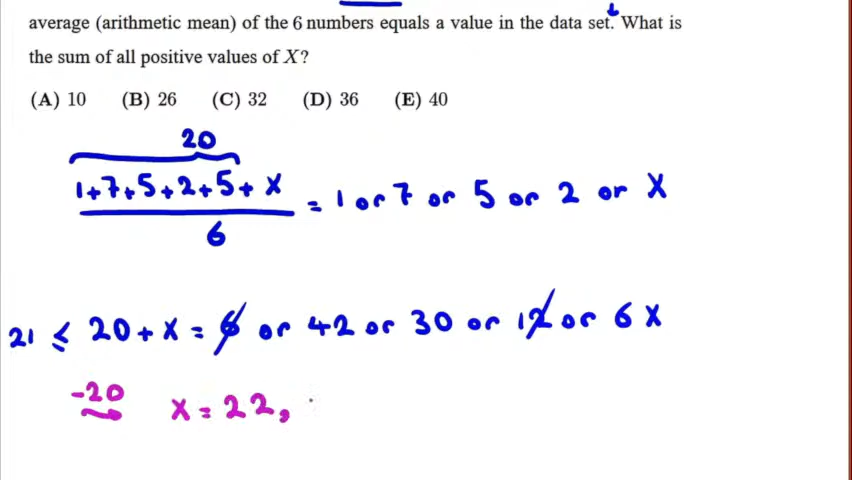 average (arithmetic mean) of the 6 numbers equals a value in the data set. What is
the sum of all positive values of X?
(A) 10 (B) 26 (C) 32 (D) 36 (E) 40
20
1+7+5+2+5+X
= 1 or 7 or 5 or 2 or X
6
21 ≤ 20+X = 6 or 42 or 30 or 12 or 6X
-20
X = 22,